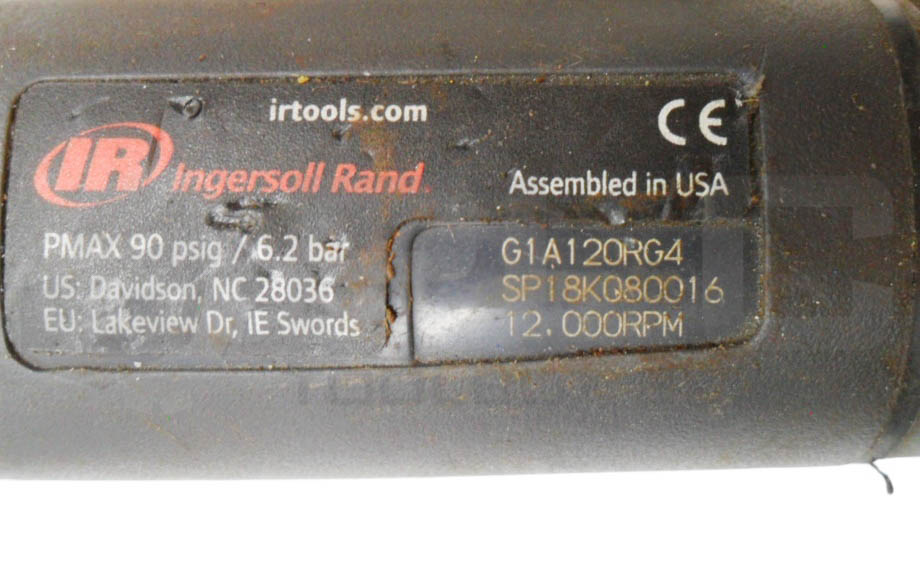 irtools.com
CE
IR Ingersoll Rand
Assembled in USA
PMAX 90 psig / 6.2 bar
US: Davidson, NC 28036
EU: Lakeview Dr, IE Swords
G1A120RG4
SP18KQ80016
12.000RPM